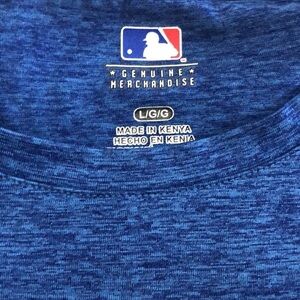 GENUINE
MERCHANDISE
L/G/G
MADE IN KENYA
HECHO EN KENIA